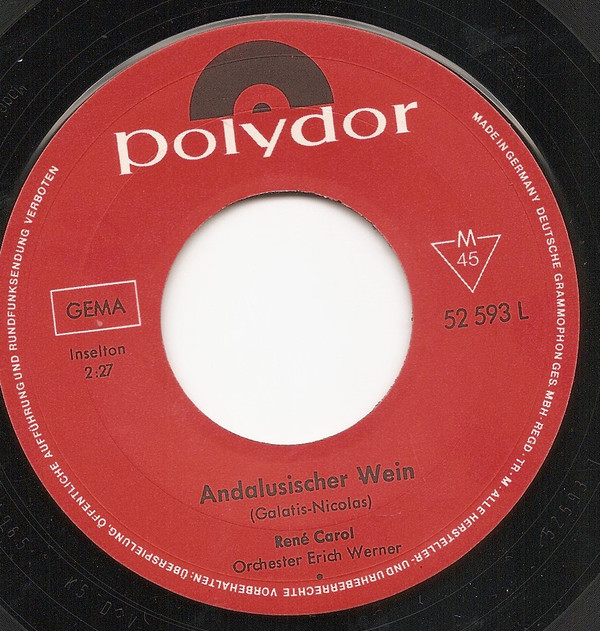 polydor
GEMA
Inselton
2:27
M
45
52 593 L
Andalusischer Wein
(Galatis-Nicolas)
René Carol
Orchester Erich Werner
MADE IN GERMANY DEUTSCHE GRAMMOPHON GES. MBH · REGD · TR · M · ALLE HERSTELLER- UND URHEBERRECHTE VORBEHALTEN: ÜBERSPIELUNG, ÖFFENTLICHE AUFFÜHRUNG UND RUNDFUNKSENDUNG VERBOTEN